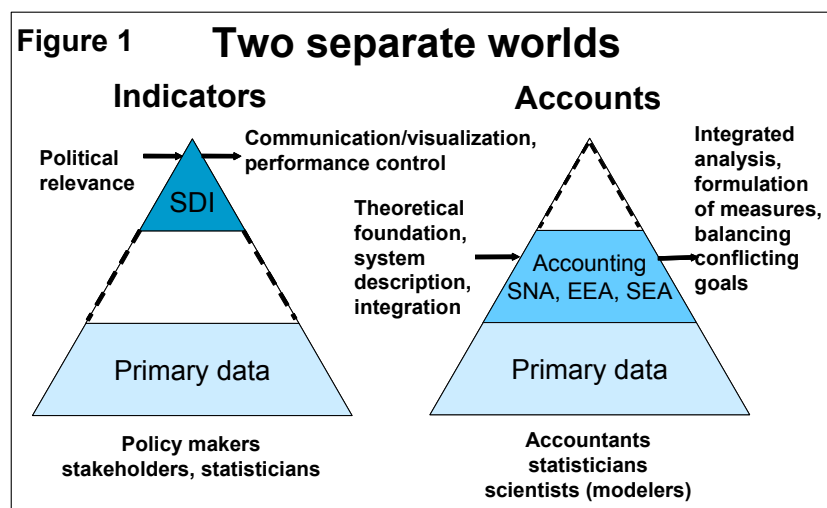 Figure 1
Two separate worlds
Indicators
Political
relevance
Communication/visualization,
performance control
SDI
Primary data
Policy makers
stakeholders, statisticians
Accounts
Theoretical
foundation,
system
description,
integration
Integrated
analysis,
formulation
of measures,
balancing
conflicting
goals
Accounting
SNA, EEA, SEA
Primary data
Accountants
statisticians
scientists (modelers)